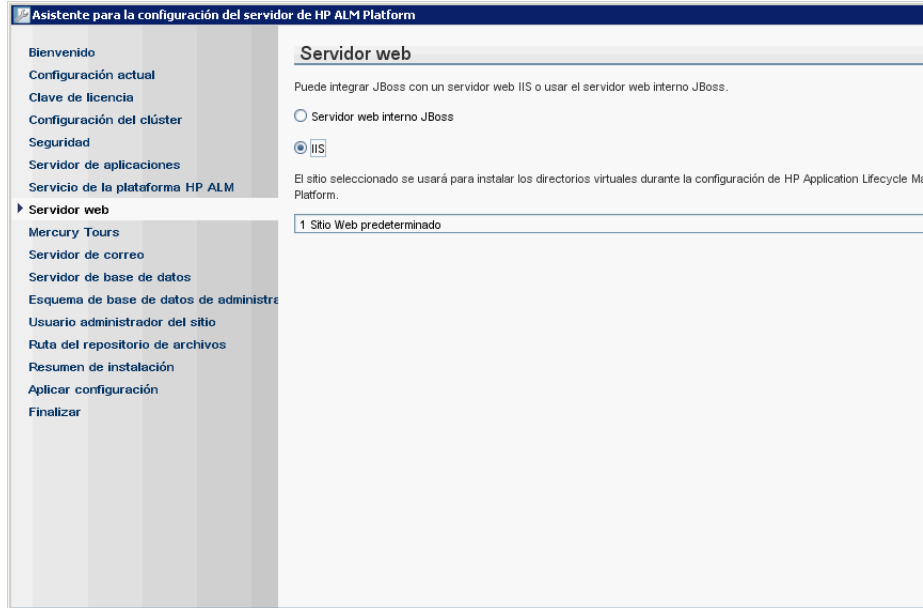 Asistente para la configuración del servidor de HP ALM Platform
Bienvenido
Configuración actual
Clave de licencia
Configuración del clúster
Seguridad
Servidor de aplicaciones
Servicio de la plataforma HP ALM
Servidor web
Mercury Tours
Servidor de correo
Servidor de base de datos
Esquema de base de datos de administra
Usuario administrador del sitio
Ruta del repositorio de archivos
Resumen de instalación
Aplicar configuración
Finalizar
Servidor web
Puede integrar JBoss con un servidor web IIS o usar el servidor web interno JBoss.
Servidor web interno JBoss
IIS
El sitio seleccionado se usará para instalar los directorios virtuales durante la configuración de HP Application Lifecycle Ma
Platform.
1 Sitio Web predeterminado